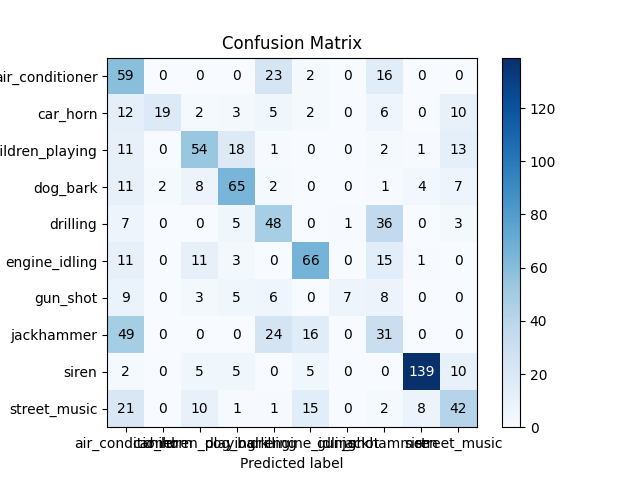 Confusion Matrix
air_conditioner 59 0 0 0 23 2 0 16 0 0
car_horn 12 19 2 3 5 2 0 6 0 10
ildren_playing 11 0 54 18 1 0 0 2 1 13
dog_bark 11 2 8 65 2 0 0 1 4 7
drilling 7 0 0 5 48 0 1 36 0 3
engine_idling 11 0 11 3 0 66 0 15 1 0
gun_shot 9 0 3 5 6 0 7 8 0 0
jackhammer 49 0 0 0 24 16 0 31 0 0
siren 2 0 5 5 0 5 0 0 139 10
street_music 21 0 10 1 1 15 0 2 8 42
street_music
Predicted label
120
100
80
60
40
20
0